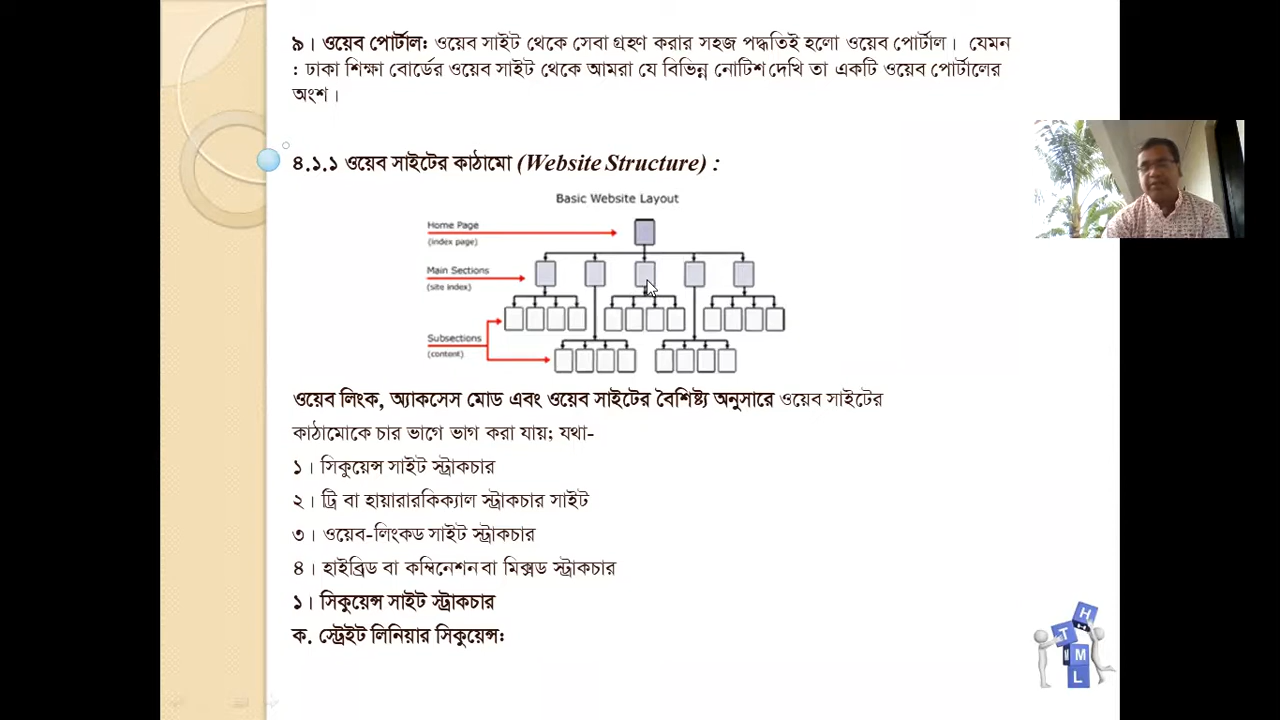 ৯। ওয়েব পোর্টাল: ওয়েব সাইট থেকে সেবা গ্রহণ করার সহজ পদ্ধতিই হলো ওয়েব পোর্টাল। যেমন
: ঢাকা শিক্ষা বোর্ডের ওয়েব সাইট থেকে আমরা যে বিভিন্ন নোটিশ দেখি তা একটি ওয়েব পোর্টালের
অংশ।
৪.১.১ ওয়েব সাইটের কাঠামো (Website Structure) :
Basic Website Layout
Home Page
(index page)
Main Sections
(site index)
Subsections
(content)
ওয়েব লিংক, অ্যাকসেস মোড এবং ওয়েব সাইটের বৈশিষ্ট্য অনুসারে ওয়েব সাইটের
কাঠামোকে চার ভাগে ভাগ করা যায়; যথা-
১। সিকুয়েন্স সাইট স্ট্রাকচার
২। ট্রি বা হায়ারারকিক্যাল স্ট্রাকচার সাইট
৩। ওয়েব-লিংকড সাইট স্ট্রাকচার
৪। হাইব্রিড বা কম্বিনেশন বা মিক্সড স্ট্রাকচার
১। সিকুয়েন্স সাইট স্ট্রাকচার
ক. স্ট্রেইট লিনিয়ার সিকুয়েন্স:
H
T
M
L